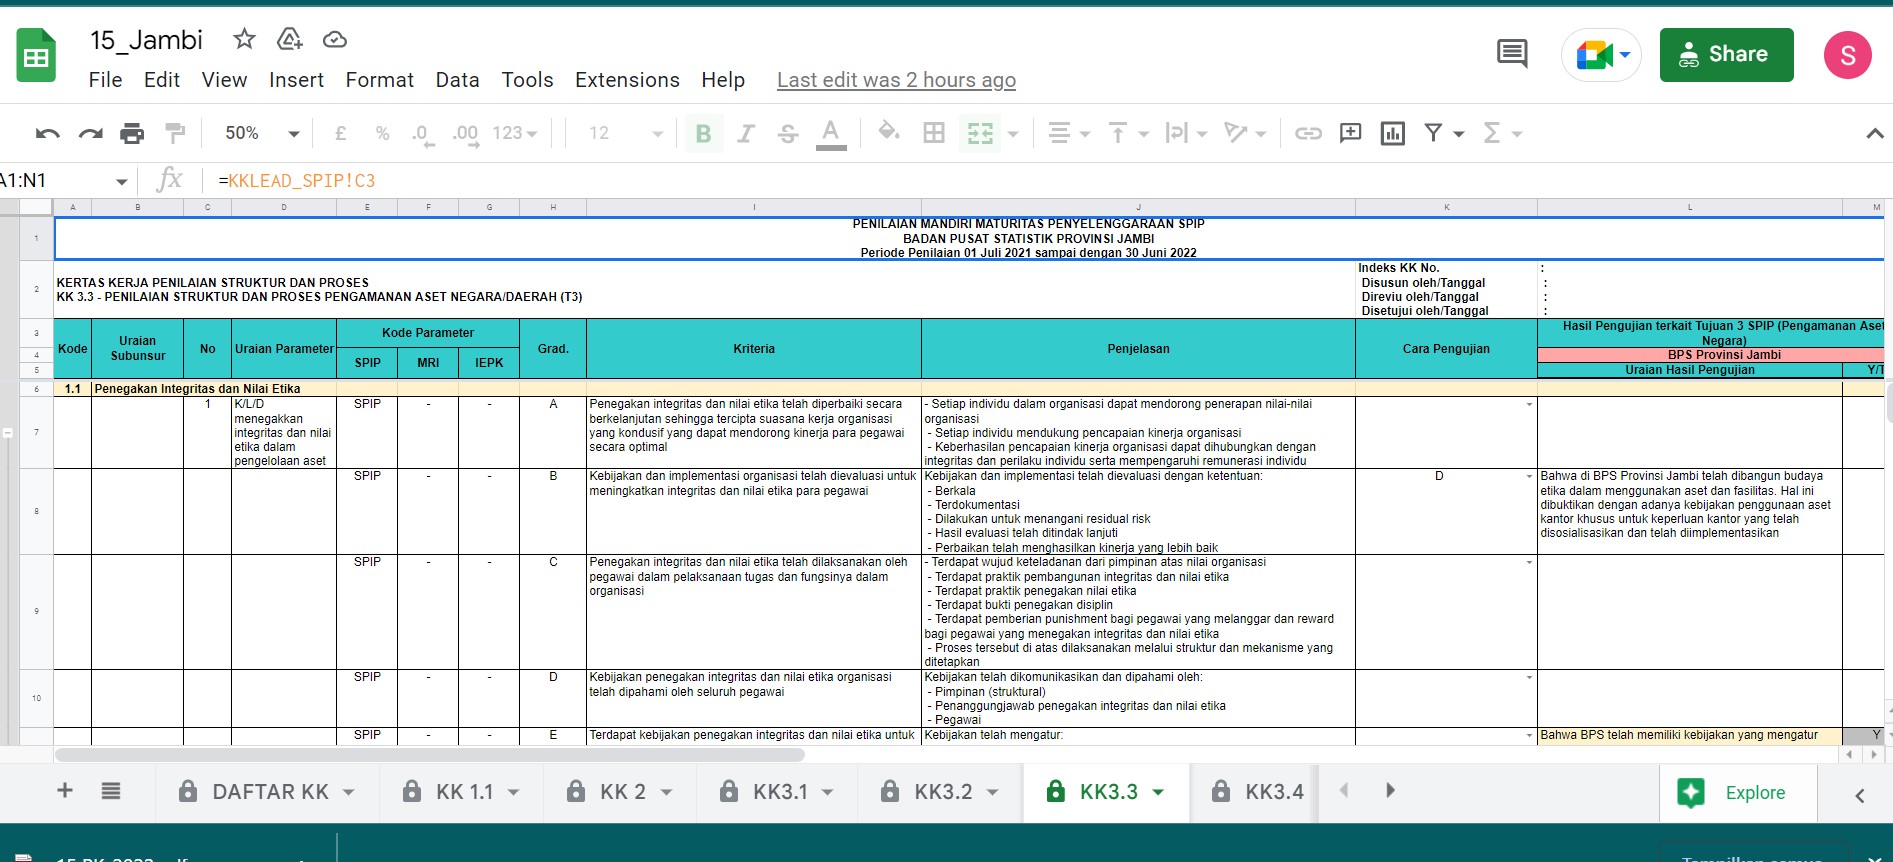 15_Jambi
File Edit View Insert Format Data Tools Extensions Help Last edit was 2 hours ago
Share
S
50% £ % .0 .00 123 12 B I S A
A1:N1 fx =KKLEAD_SPIP!C3
A B C D E F G H I J K L M
1
PENILAIAN MANDIRI MATURITAS PENYELENGGARAAN SPIP
BADAN PUSAT STATISTIK PROVINSI JAMBI
Periode Penilaian 01 Juli 2021 sampai dengan 30 Juni 2022
2
KERTAS KERJA PENILAIAN STRUKTUR DAN PROSES
KK 3.3 - PENILAIAN STRUKTUR DAN PROSES PENGAMANAN ASET NEGARA/DAERAH (T3)
Indeks KK No. :
Disusun oleh/Tanggal :
Direviu oleh/Tanggal :
Disetujui oleh/Tanggal :
3
4
5
Kode
Uraian
Subunsur
No
Uraian Parameter
Kode Parameter
SPIP MRI IEPK
Grad.
Kriteria
Penjelasan
Cara Pengujian
Hasil Pengujian terkait Tujuan 3 SPIP (Pengamanan Aset
Negara)
BPS Provinsi Jambi
Uraian Hasil Pengujian Y/T
6 1.1 Penegakan Integritas dan Nilai Etika
7
1
K/L/D
menegakkan
integritas dan nilai
etika dalam
pengelolaan aset
SPIP - - A
Penegakan integritas dan nilai etika telah diperbaiki secara
berkelanjutan sehingga tercipta suasana kerja organisasi
yang kondusif yang dapat mendorong kinerja para pegawai
secara optimal
- Setiap individu dalam organisasi dapat mendorong penerapan nilai-nilai
organisasi
- Setiap individu mendukung pencapaian kinerja organisasi
- Keberhasilan pencapaian kinerja organisasi dapat dihubungkan dengan
integritas dan perilaku individu serta mempengaruhi remunerasi individu
8
SPIP - - B
Kebijakan dan implementasi organisasi telah dievaluasi untuk
meningkatkan integritas dan nilai etika para pegawai
Kebijakan dan implementasi telah dievaluasi dengan ketentuan:
- Berkala
- Terdokumentasi
- Dilakukan untuk menangani residual risk
- Hasil evaluasi telah ditindak lanjuti
- Perbaikan telah menghasilkan kinerja yang lebih baik
D
Bahwa di BPS Provinsi Jambi telah dibangun budaya
etika dalam menggunakan aset dan fasilitas. Hal ini
dibuktikan dengan adanya kebijakan penggunaan aset
kantor khusus untuk keperluan kantor yang telah
disosialisasikan dan telah diimplementasikan
9
SPIP - - C
Penegakan integritas dan nilai etika telah dilaksanakan oleh
pegawai dalam pelaksanaan tugas dan fungsinya dalam
organisasi
- Terdapat wujud keteladanan dari pimpinan atas nilai organisasi
- Terdapat praktik pembangunan integritas dan nilai etika
- Terdapat praktik penegakan nilai etika
- Terdapat bukti penegakan disiplin
- Terdapat pemberian punishment bagi pegawai yang melanggar dan reward
bagi pegawai yang menegakan integritas dan nilai etika
- Proses tersebut di atas dilaksanakan melalui struktur dan mekanisme yang
ditetapkan
10
SPIP - - D
Kebijakan penegakan integritas dan nilai etika organisasi
telah dipahami oleh seluruh pegawai
Kebijakan telah dikomunikasikan dan dipahami oleh:
- Pimpinan (struktural)
- Penanggungjawab penegakan integritas dan nilai etika
- Pegawai
SPIP - - E
Terdapat kebijakan penegakan integritas dan nilai etika untuk
Kebijakan telah mengatur:
Bahwa BPS telah memiliki kebijakan yang mengatur
Y
+ DAFTAR KK KK 1.1 KK 2 KK3.1 KK3.2 KK3.3 KK3.4 Explore